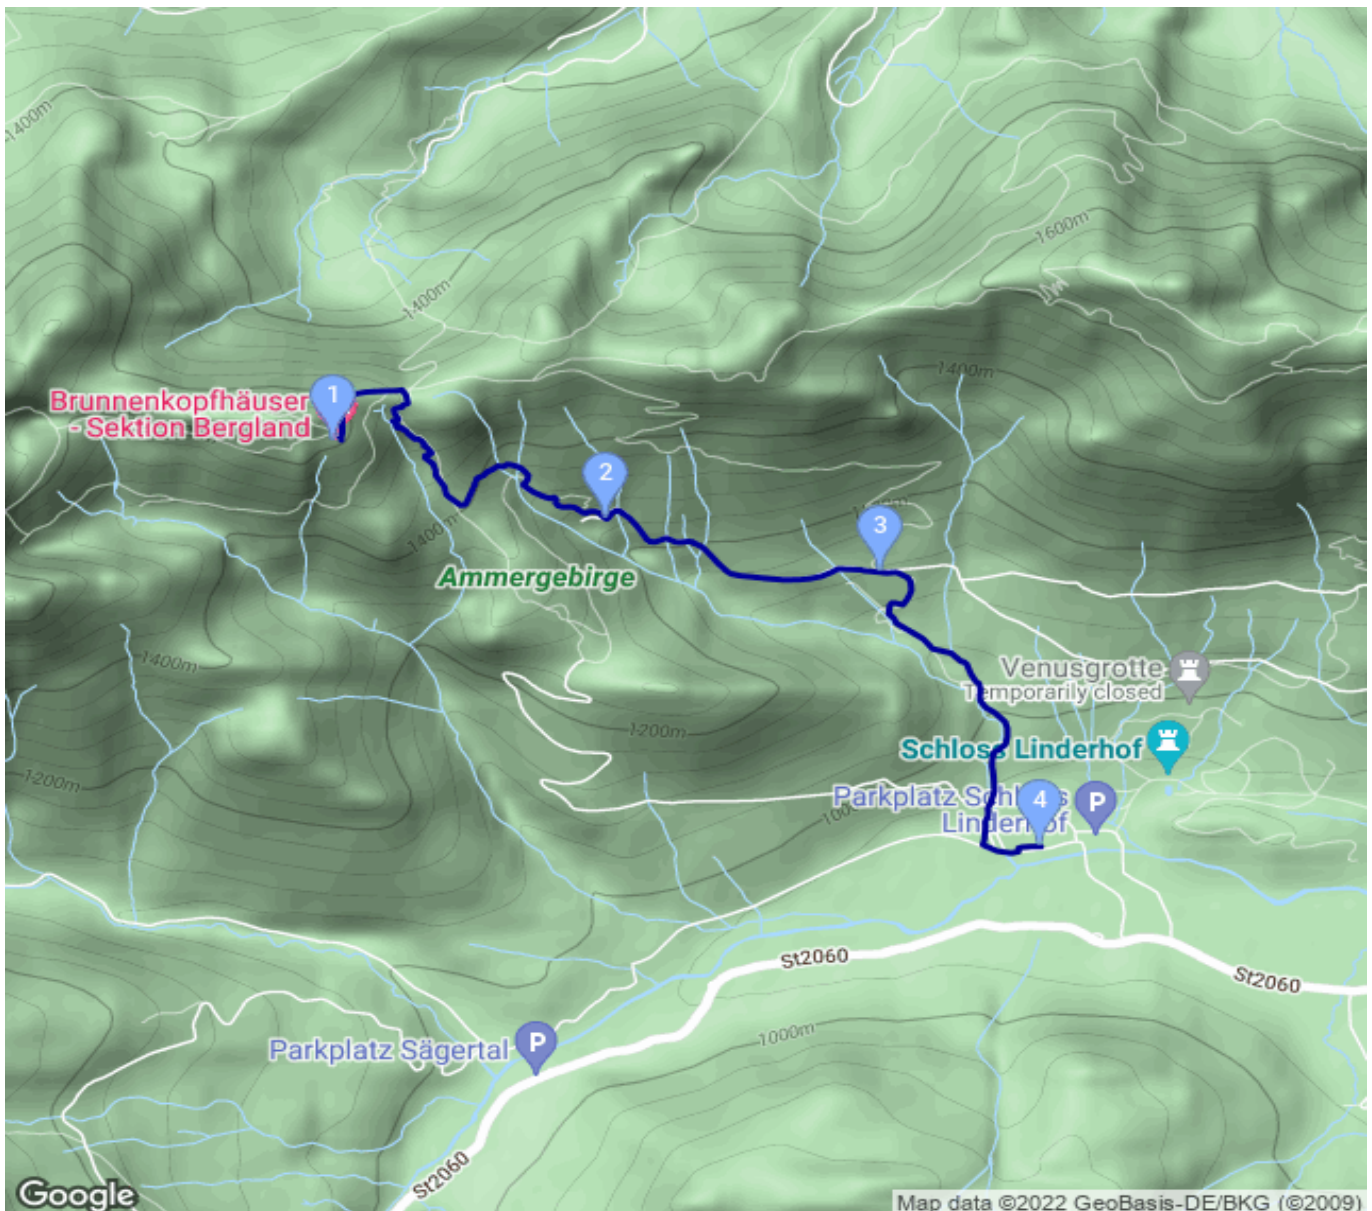 1400m
1600m
1400m
1400m
1
Brunnenkopfhäuser
- Sektion Bergland
2
3
1400m
Ammergebirge
1400m
Venusgrotte
Temporarily closed
1200m
Schloss Linderhof
1200m
Parkplatz Schloss
Linderhof
4
P
St2060
St2060
1000m
Parkplatz Sägertal
P
St2060
Google
Map data ©2022 GeoBasis-DE/BKG (©2009)